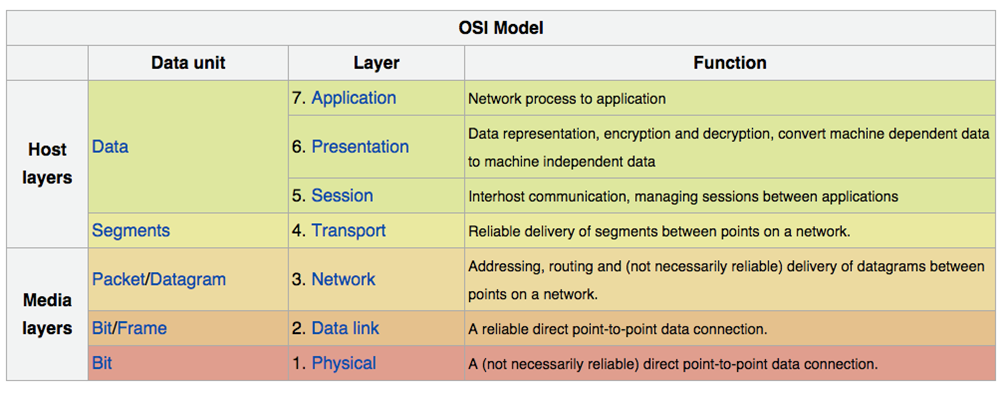 OSI Model
Data unit Layer Function
Host layers
Data
7. Application Network process to application
6. Presentation Data representation, encryption and decryption, convert machine dependent data
to machine independent data
5. Session Interhost communication, managing sessions between applications
Segments 4. Transport Reliable delivery of segments between points on a network.
Media layers
Packet/Datagram 3. Network Addressing, routing and (not necessarily reliable) delivery of datagrams between
points on a network.
Bit/Frame 2. Data link A reliable direct point-to-point data connection.
Bit 1. Physical A (not necessarily reliable) direct point-to-point data connection.